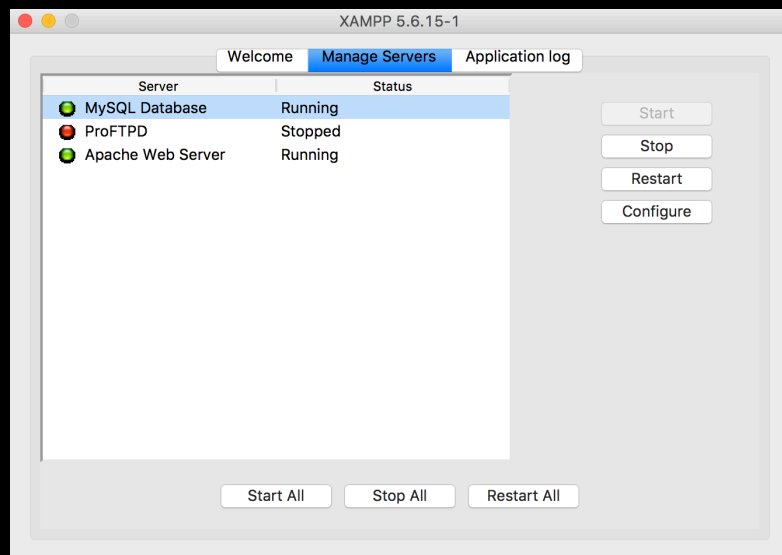 XAMPP 5.6.15-1
Welcome Manage Servers Application log
Server Status
MySQL Database Running
ProFTPD Stopped
Apache Web Server Running
Start
Stop
Restart
Configure
Start All Stop All Restart All